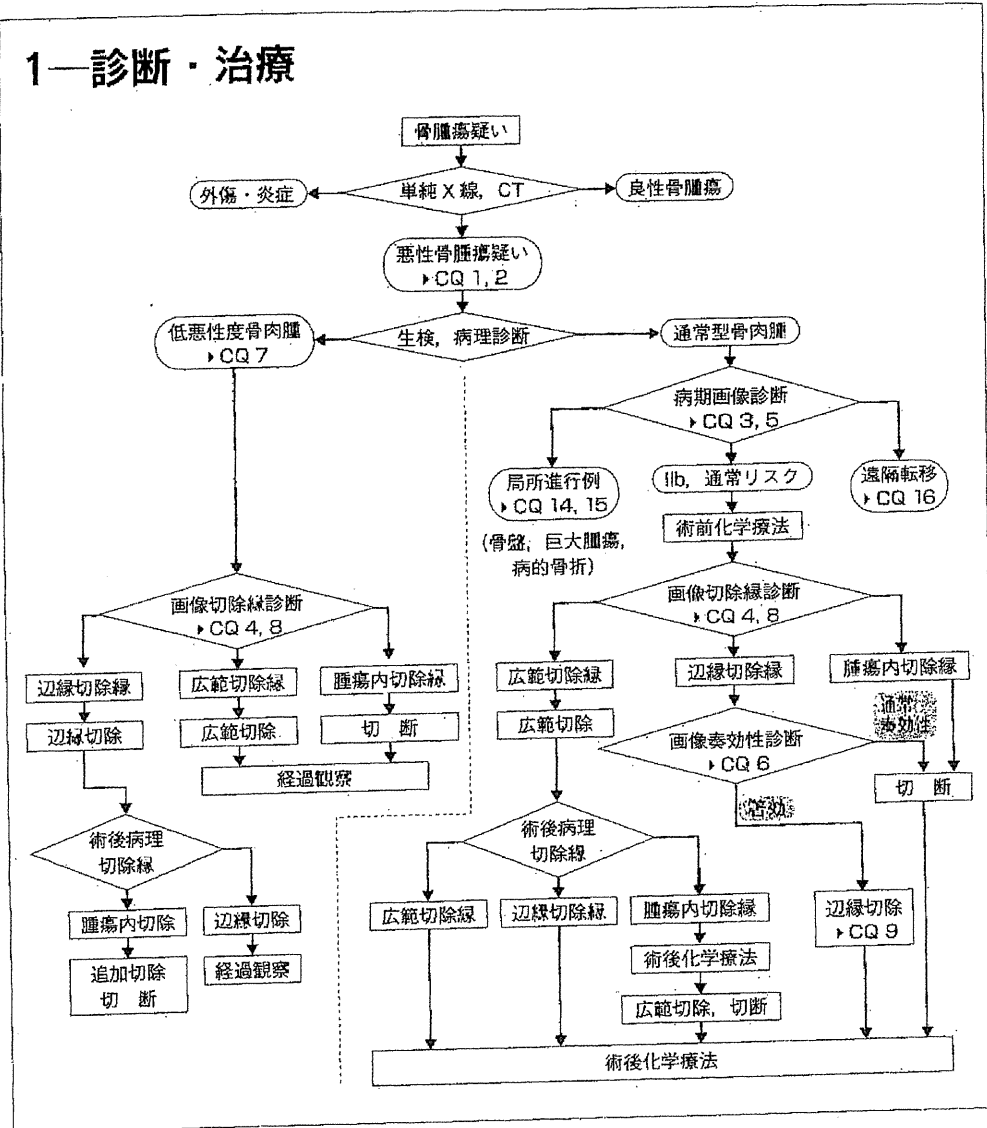 1―診断・治療
骨腫瘍疑い
外傷・炎症
単純X線, CT
良性骨腫瘍
悪性骨腫瘍疑い
▶CQ 1, 2
低悪性度骨肉腫
▶CQ 7
生検, 病理診断
通常型骨肉腫
病期画像診断
▶CQ 3, 5
局所進行例
▶CQ 14, 15
(骨盤, 巨大腫瘍,
病的骨折)
IIb, 通常リスク
遠隔転移
▶CQ 16
術前化学療法
画像切除縁診断
▶CQ 4, 8
画像切除縁診断
▶CQ 4, 8
辺縁切除縁
広範切除縁
腫瘍内切除縁
辺縁切除
広範切除
切 断
経過観察
広範切除縁
辺縁切除縁
腫瘍内切除縁
広範切除
画像奏効性診断
▶CQ 6
通常
奏効性
切 断
著効
術後病理
切除縁
腫瘍内切除
辺縁切除
追加切除
切 断
経過観察
術後病理
切除縁
広範切除縁
辺縁切除縁
腫瘍内切除縁
辺縁切除
▶CQ 9
術後化学療法
広範切除, 切断
術後化学療法